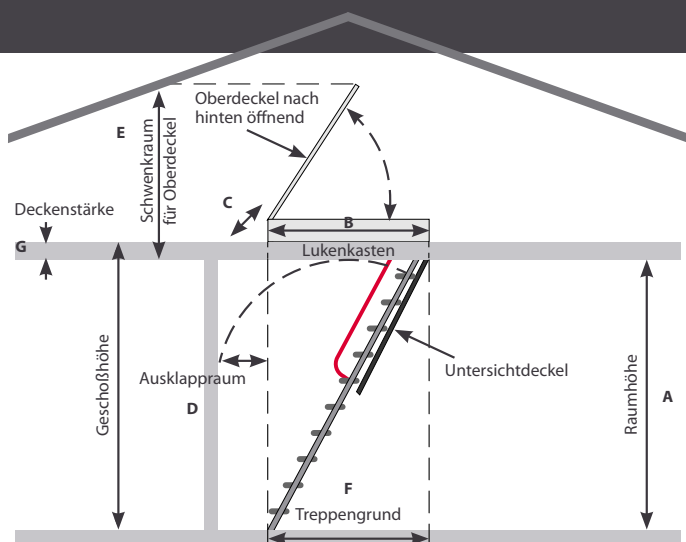 Oberdeckel nach
hinten öffnend
E
Schwenkraum
für Oberdeckel
C
Deckenstärke
B
G
Lukenkasten
Geschoßhöhe
Ausklappraum
Untersichtdeckel
D
Raumhöhe
A
F
Treppengrund